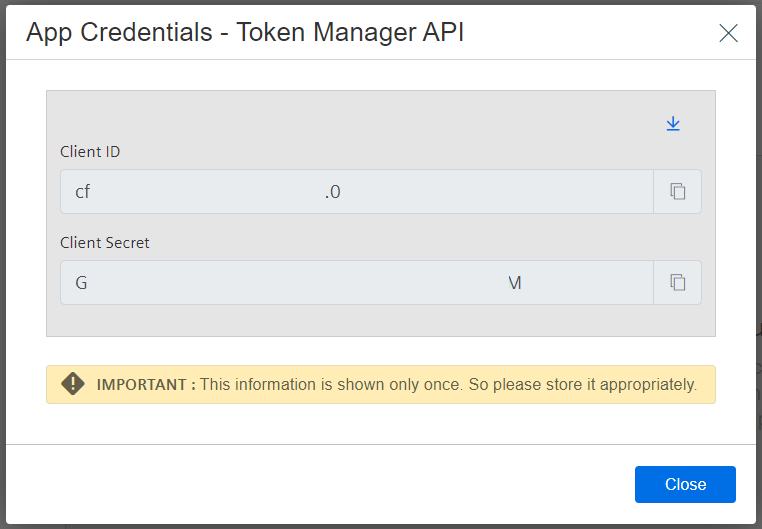 App Credentials - Token Manager API
Client ID
cf .0
Client Secret
G
IMPORTANT : This information is shown only once. So please store it appropriately.
Close